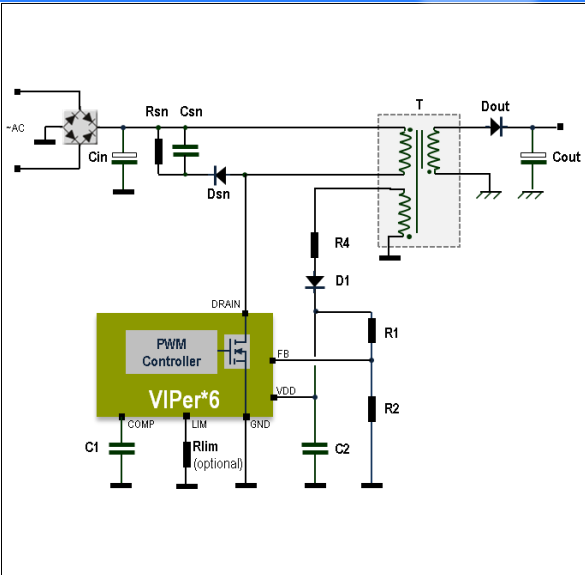 T
Rsn
Csn
Dout
~AC
Cin
Cout
Dsn
R4
D1
DRAIN
R1
PWM
Controller
FB
VIPer*6
VDD
R2
COMP
LIM
GND
C1
Rlim
(optional)
C2